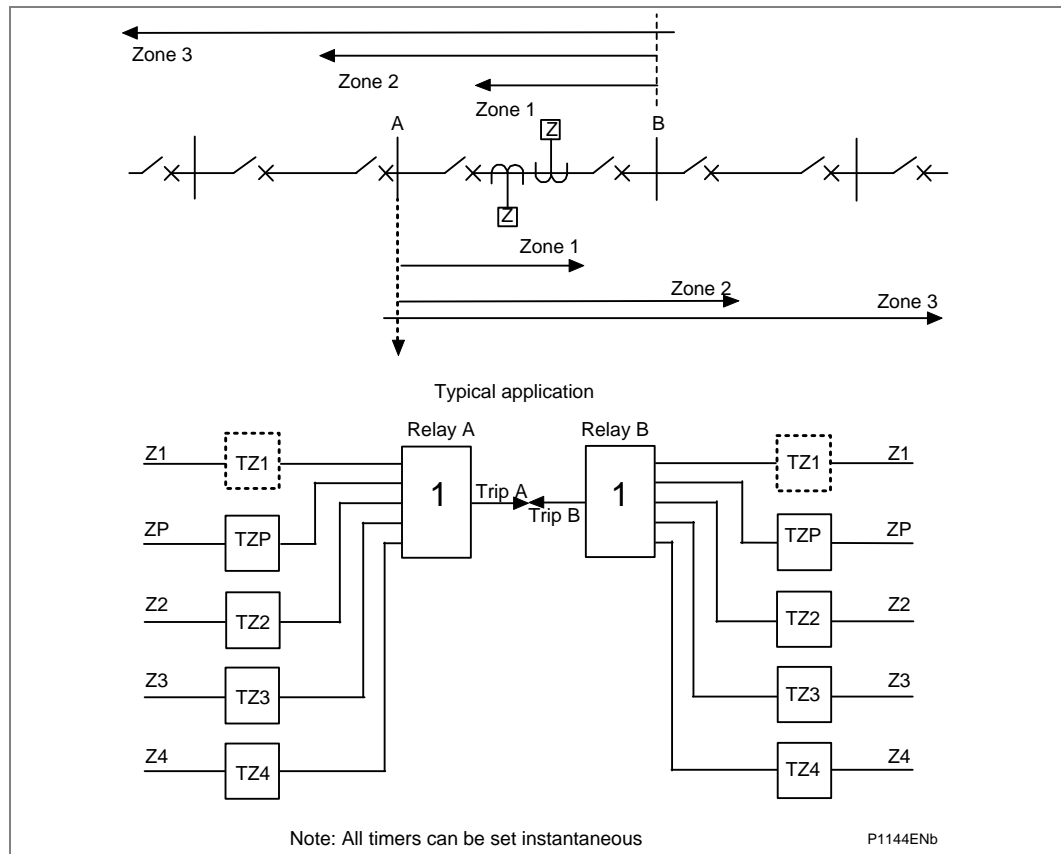 Zone 3
Zone 2
Zone 1
A
Z
B
Z
Zone 1
Zone 2
Zone 3
Typical application
Relay A
Relay B
Z1
TZ1
TZ1
Z1
1
Trip A
Trip B
1
ZP
TZP
TZP
ZP
Z2
TZ2
TZ2
Z2
Z3
TZ3
TZ3
Z3
Z4
TZ4
TZ4
Z4
Note: All timers can be set instantaneous
P1144ENb